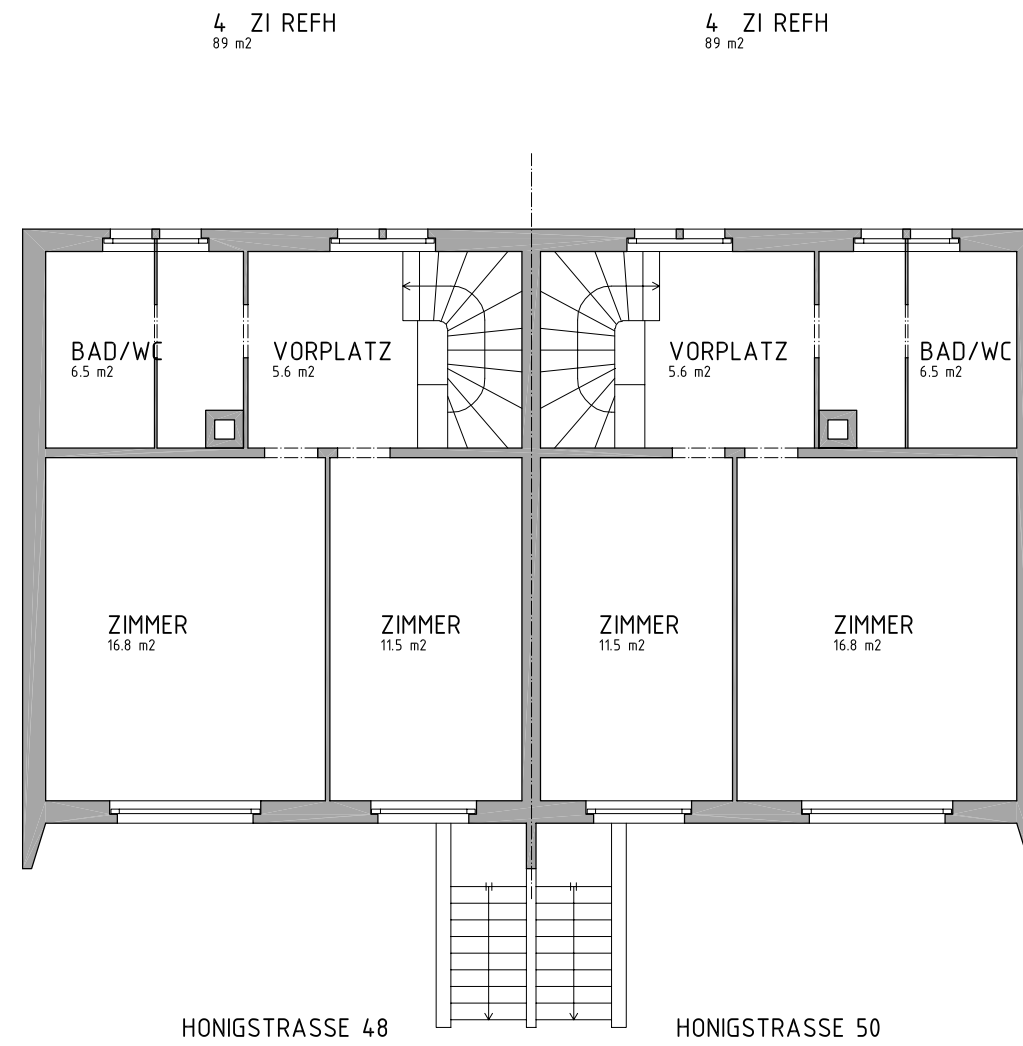 4 ZI REFH
89 m2
4 ZI REFH
89 m2
BAD/WC
6.5 m2
VORPLATZ
5.6 m2
VORPLATZ
5.6 m2
BAD/WC
6.5 m2
ZIMMER
16.8 m2
ZIMMER
11.5 m2
ZIMMER
11.5 m2
ZIMMER
16.8 m2
HONIGSTRASSE 48
HONIGSTRASSE 50